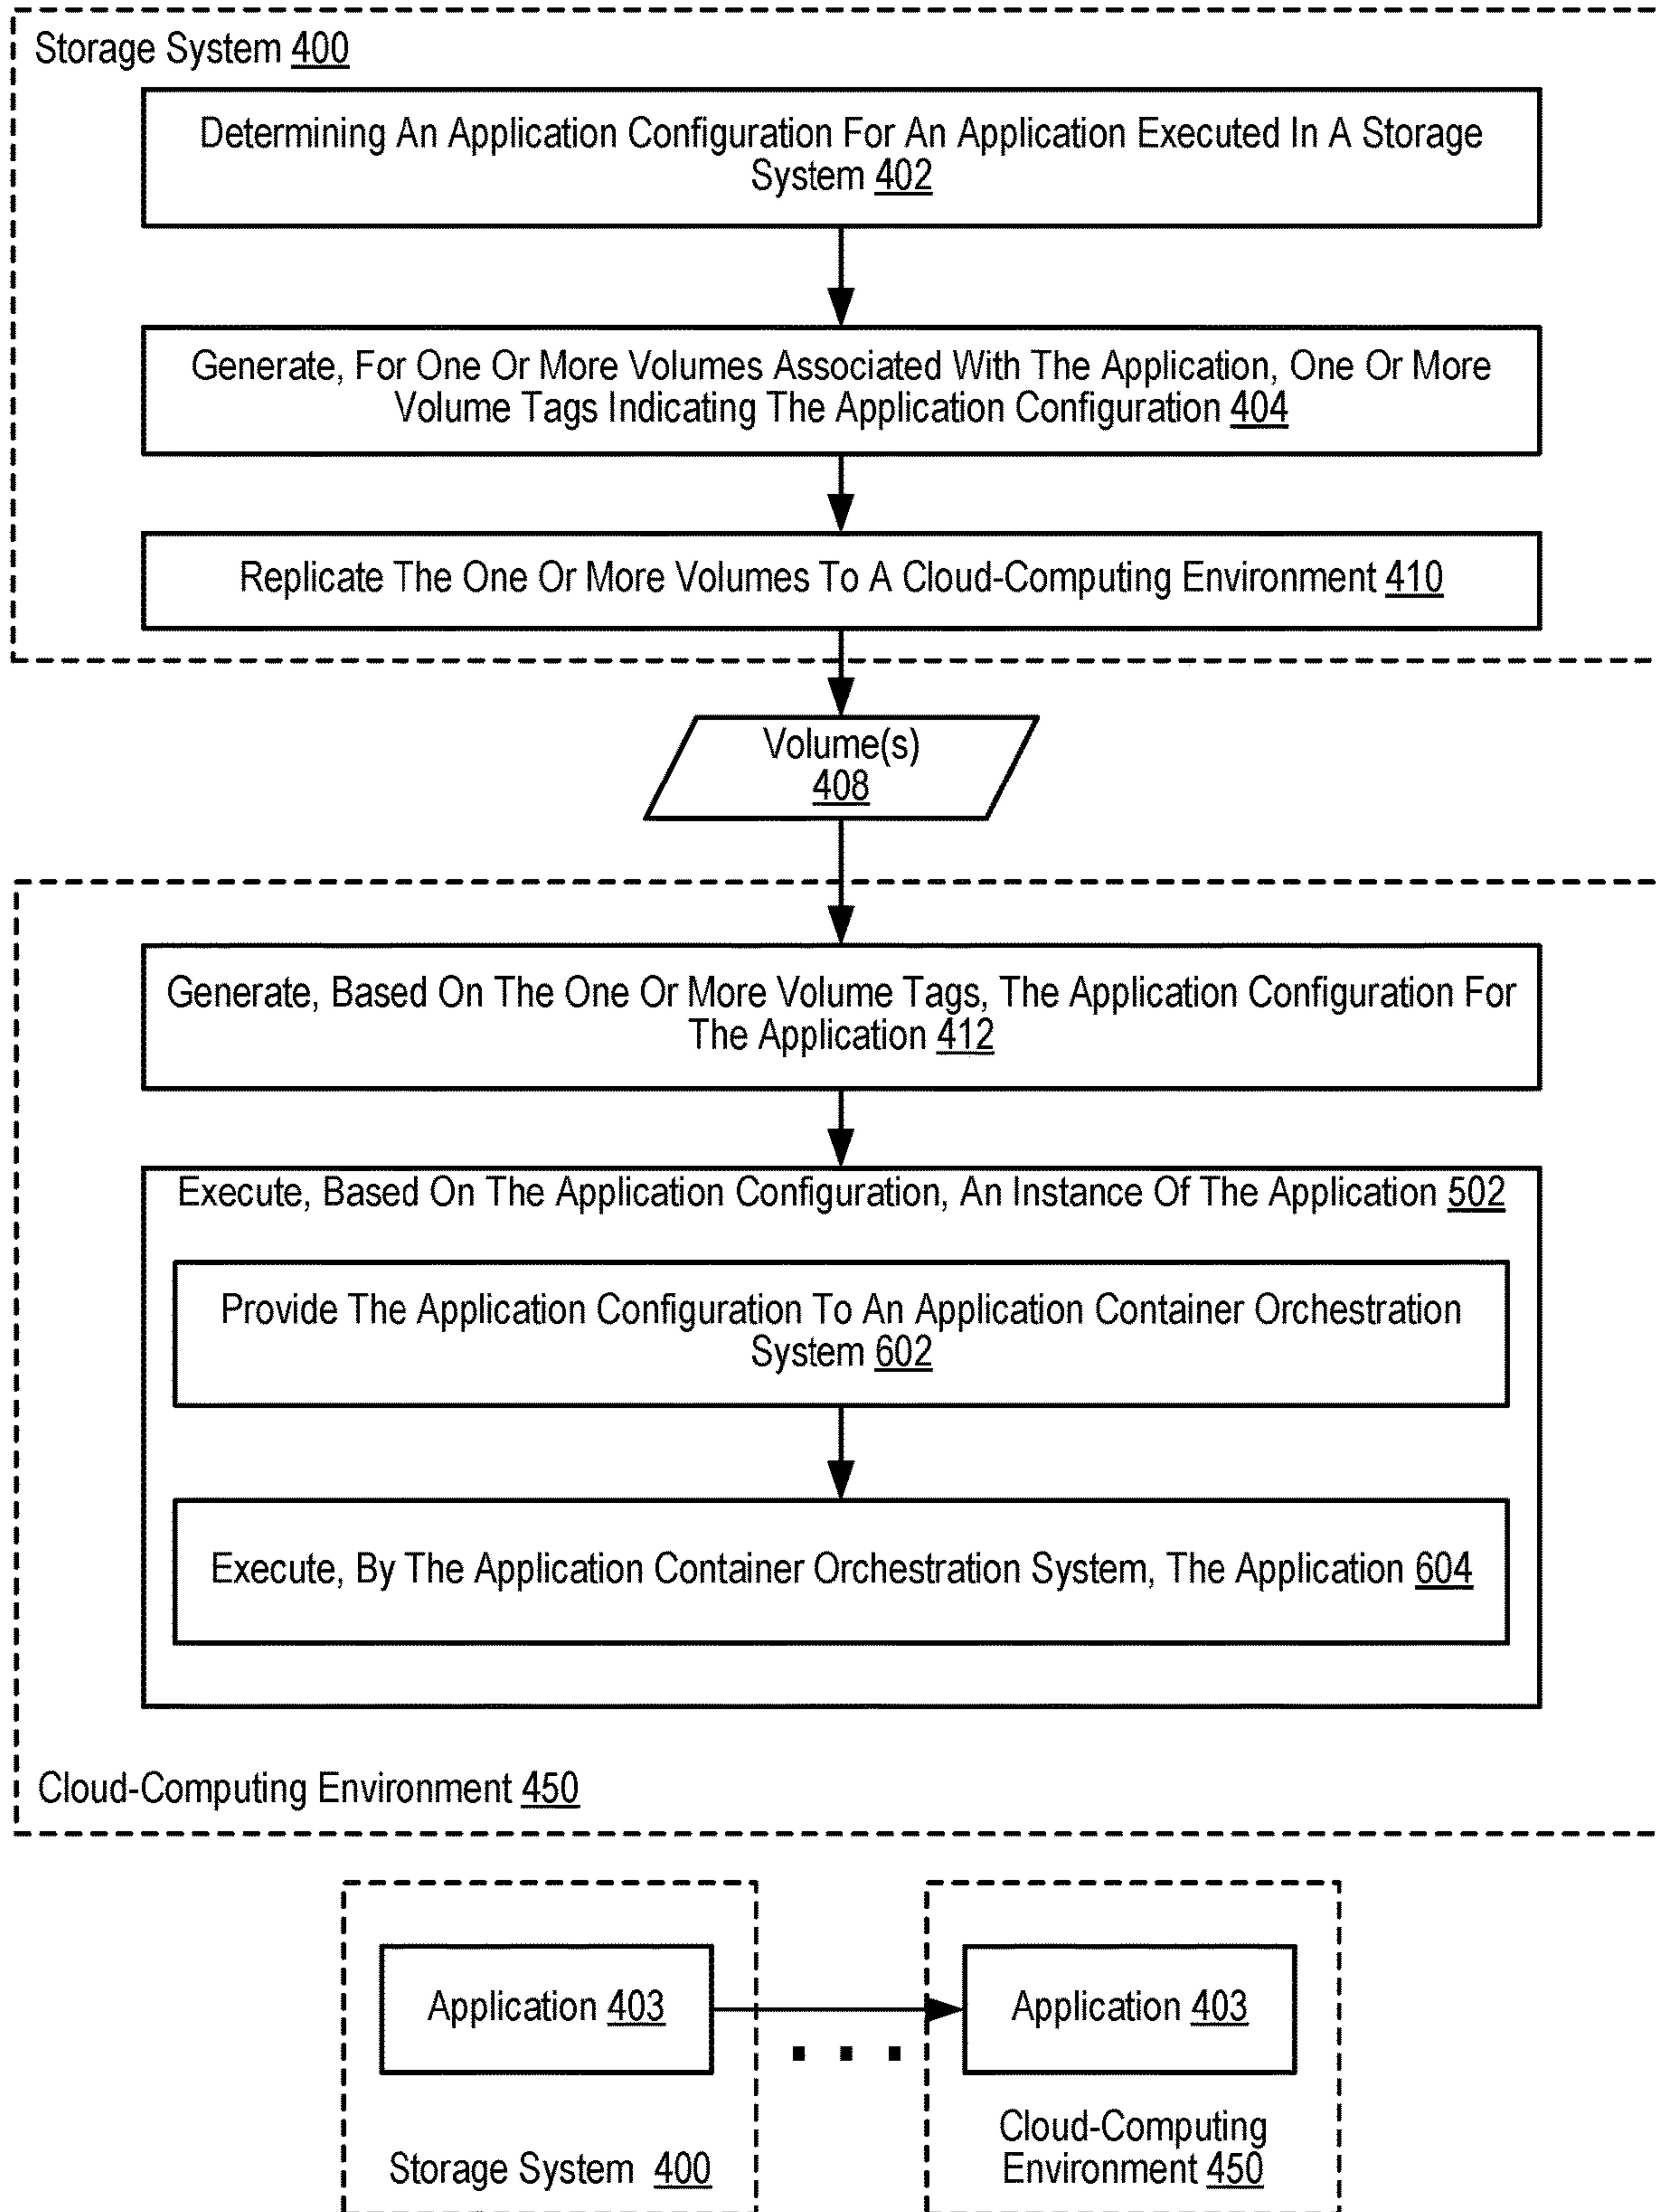 Storage System 400
Determining An Application Configuration For An Application Executed In A Storage
System 402
Generate, For One Or More Volumes Associated With The Application, One Or More
Volume Tags Indicating The Application Configuration 404
Replicate The One Or More Volumes To A Cloud-Computing Environment 410
Volume(s)
408
Generate, Based On The One Or More Volume Tags, The Application Configuration For
The Application 412
Execute, Based On The Application Configuration, An Instance Of The Application 502
Provide The Application Configuration To An Application Container Orchestration
System 602
Execute, By The Application Container Orchestration System, The Application 604
Cloud-Computing Environment 450
Application 403
Storage System 400
Application 403
Cloud-Computing
Environment 450